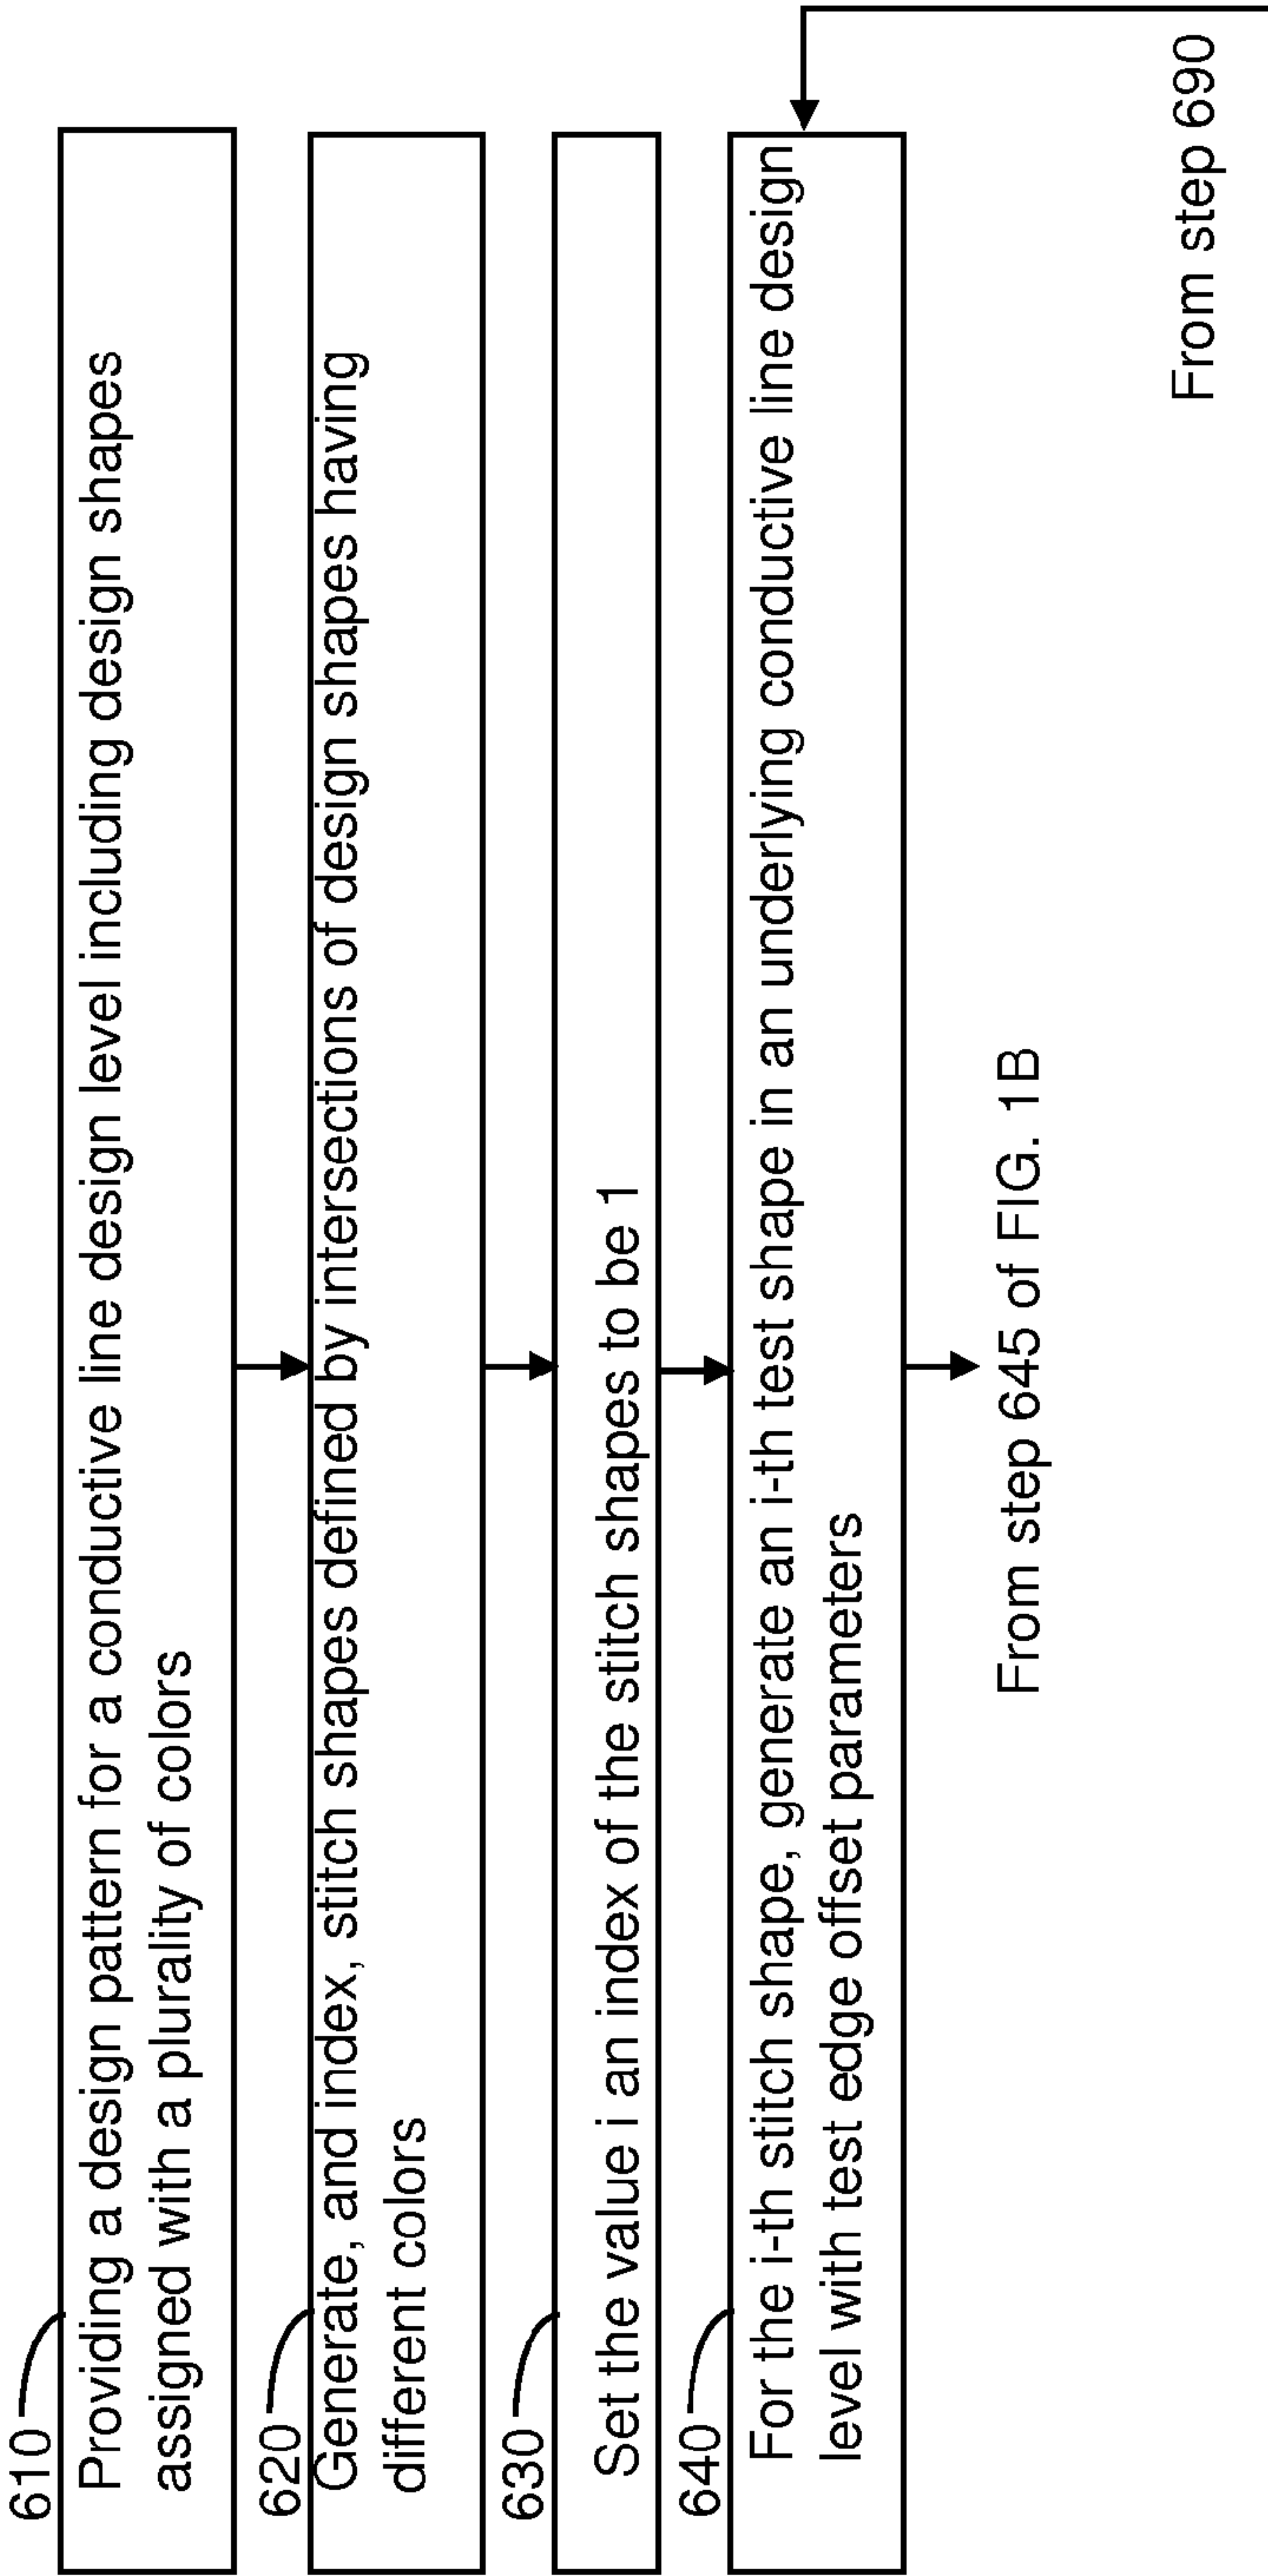 610
Providing a design pattern for a conductive line design level including design shapes
assigned with a plurality of colors
620
Generate, and index, stitch shapes defined by intersections of design shapes having
different colors
630
Set the value i an index of the stitch shapes to be 1
640
For the i-th stitch shape, generate an i-th test shape in an underlying conductive line design
level with test edge offset parameters
From step 645 of FIG. 1B
From step 690